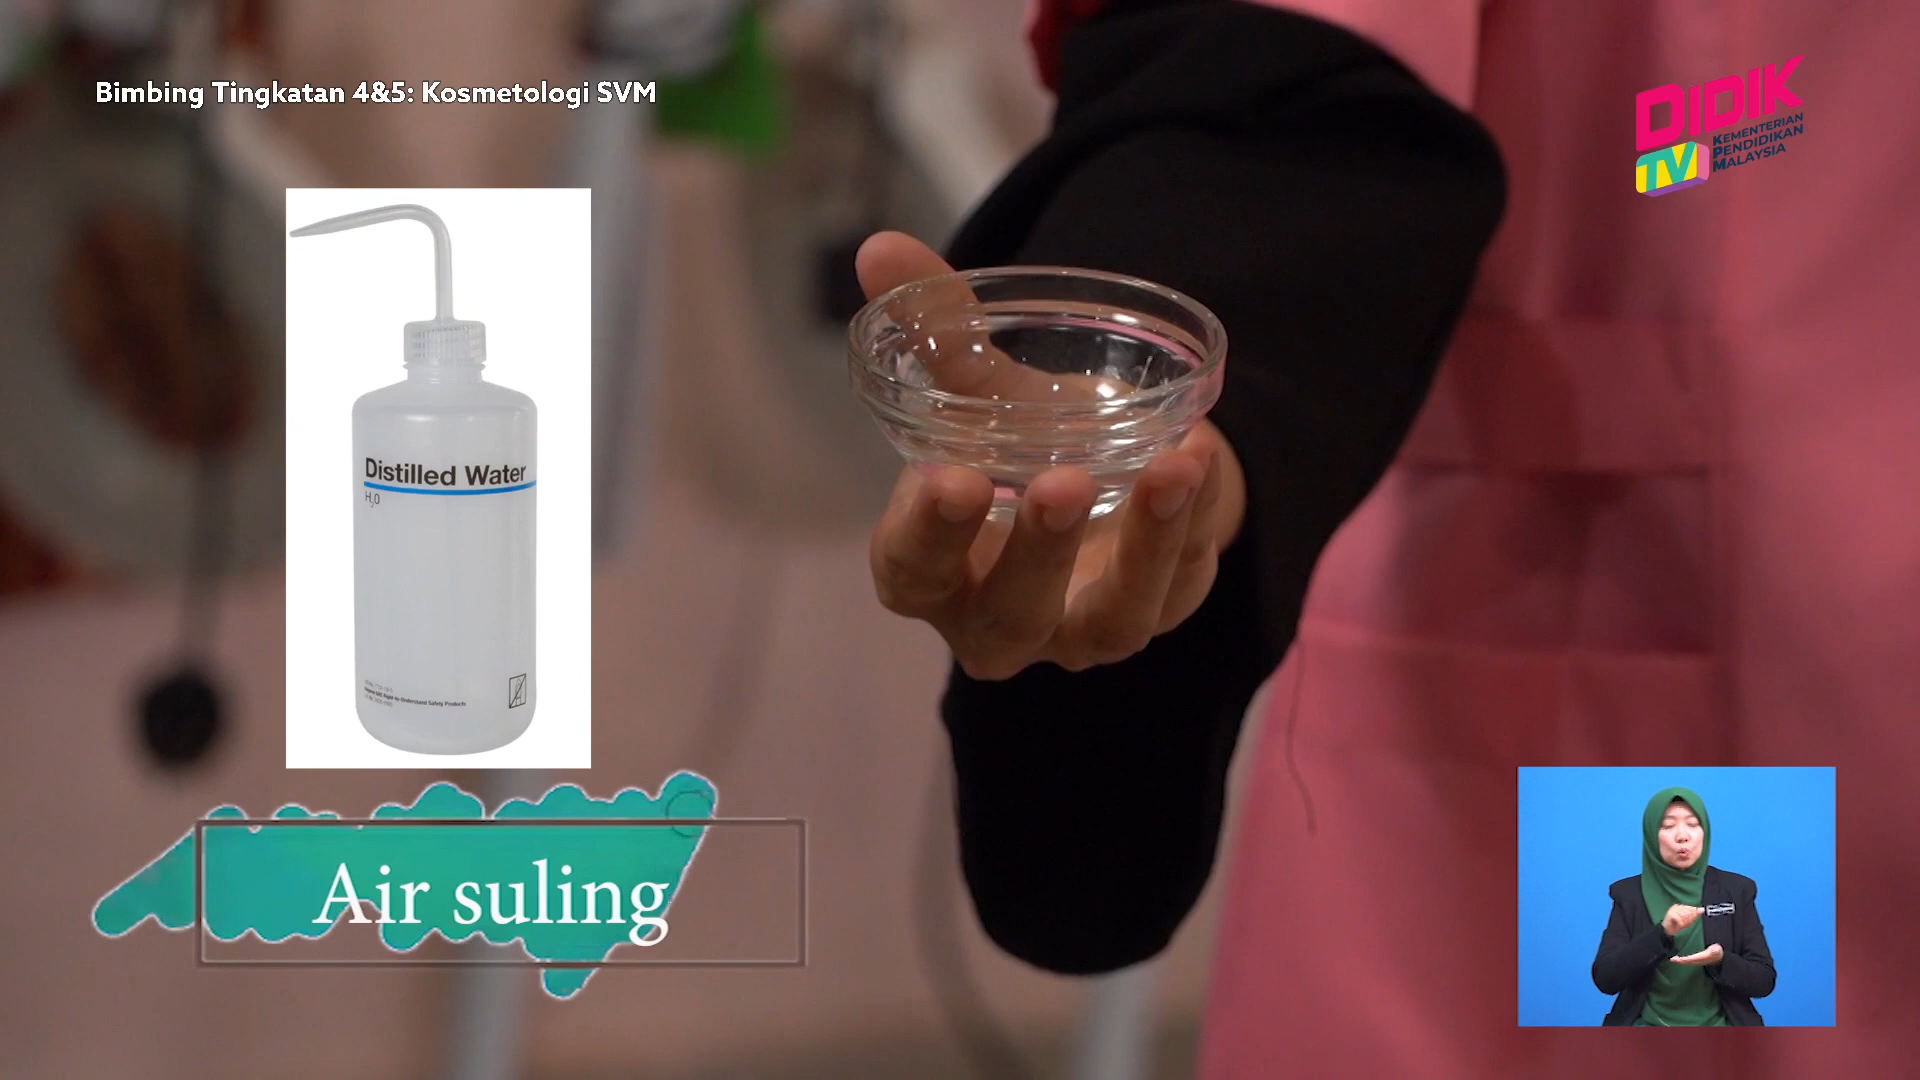 Bimbing Tingkatan 4&5: Kosmetologi SVM
DIDIK
TV
KEMENTERIAN
PENDIDIKAN
MALAYSIA
Distilled Water
H₂O
Air suling